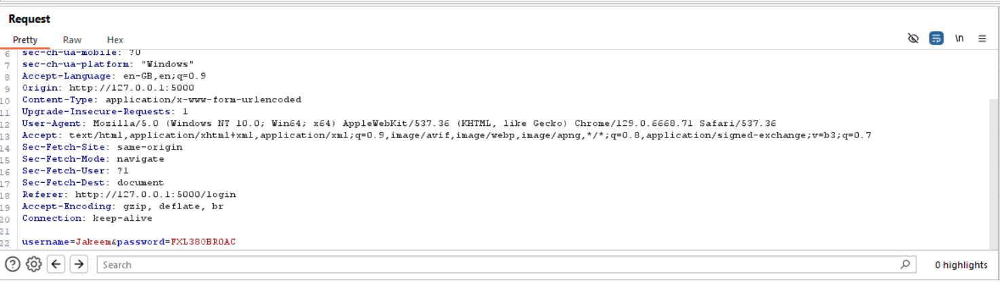 Request
Pretty Raw Hex
\n
6 sec-ch-ua-mobile: ?0
7 sec-ch-ua-platform: "Windows"
8 Accept-Language: en-GB,en;q=0.9
9 Origin: http://127.0.0.1:5000
10 Content-Type: application/x-www-form-urlencoded
11 Upgrade-Insecure-Requests: 1
12 User-Agent: Mozilla/5.0 (Windows NT 10.0; Win64; x64) AppleWebKit/537.36 (KHTML, like Gecko) Chrome/129.0.6668.71 Safari/537.36
13 Accept: text/html,application/xhtml+xml,application/xml;q=0.9,image/avif,image/webp,image/apng,*/*;q=0.8,application/signed-exchange;v=b3;q=0.7
14 Sec-Fetch-Site: same-origin
15 Sec-Fetch-Mode: navigate
16 Sec-Fetch-User: ?1
17 Sec-Fetch-Dest: document
18 Referer: http://127.0.0.1:5000/login
19 Accept-Encoding: gzip, deflate, br
20 Connection: keep-alive
21
22 username=Jakeem&password=FXL38OBROAC
Search
0 highlights